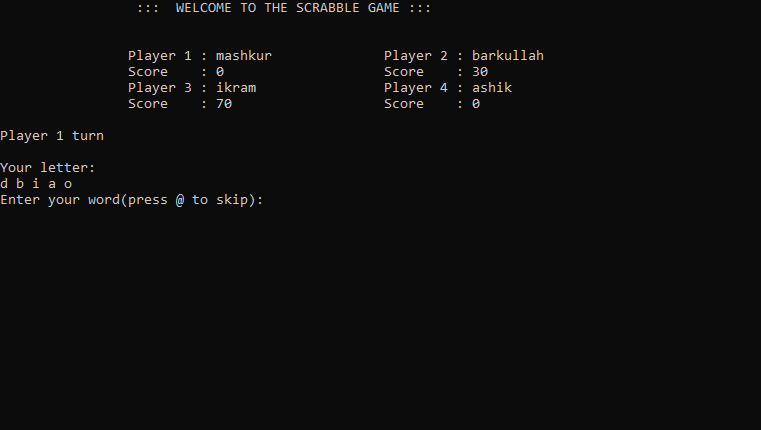 ::: WELCOME TO THE SCRABBLE GAME :::
Player 1 : mashkur Player 2 : barkullah
Score : 0 Score : 30
Player 3 : ikram Player 4 : ashik
Score : 70 Score : 0
Player 1 turn
Your letter:
d b i a o
Enter your word(press @ to skip):